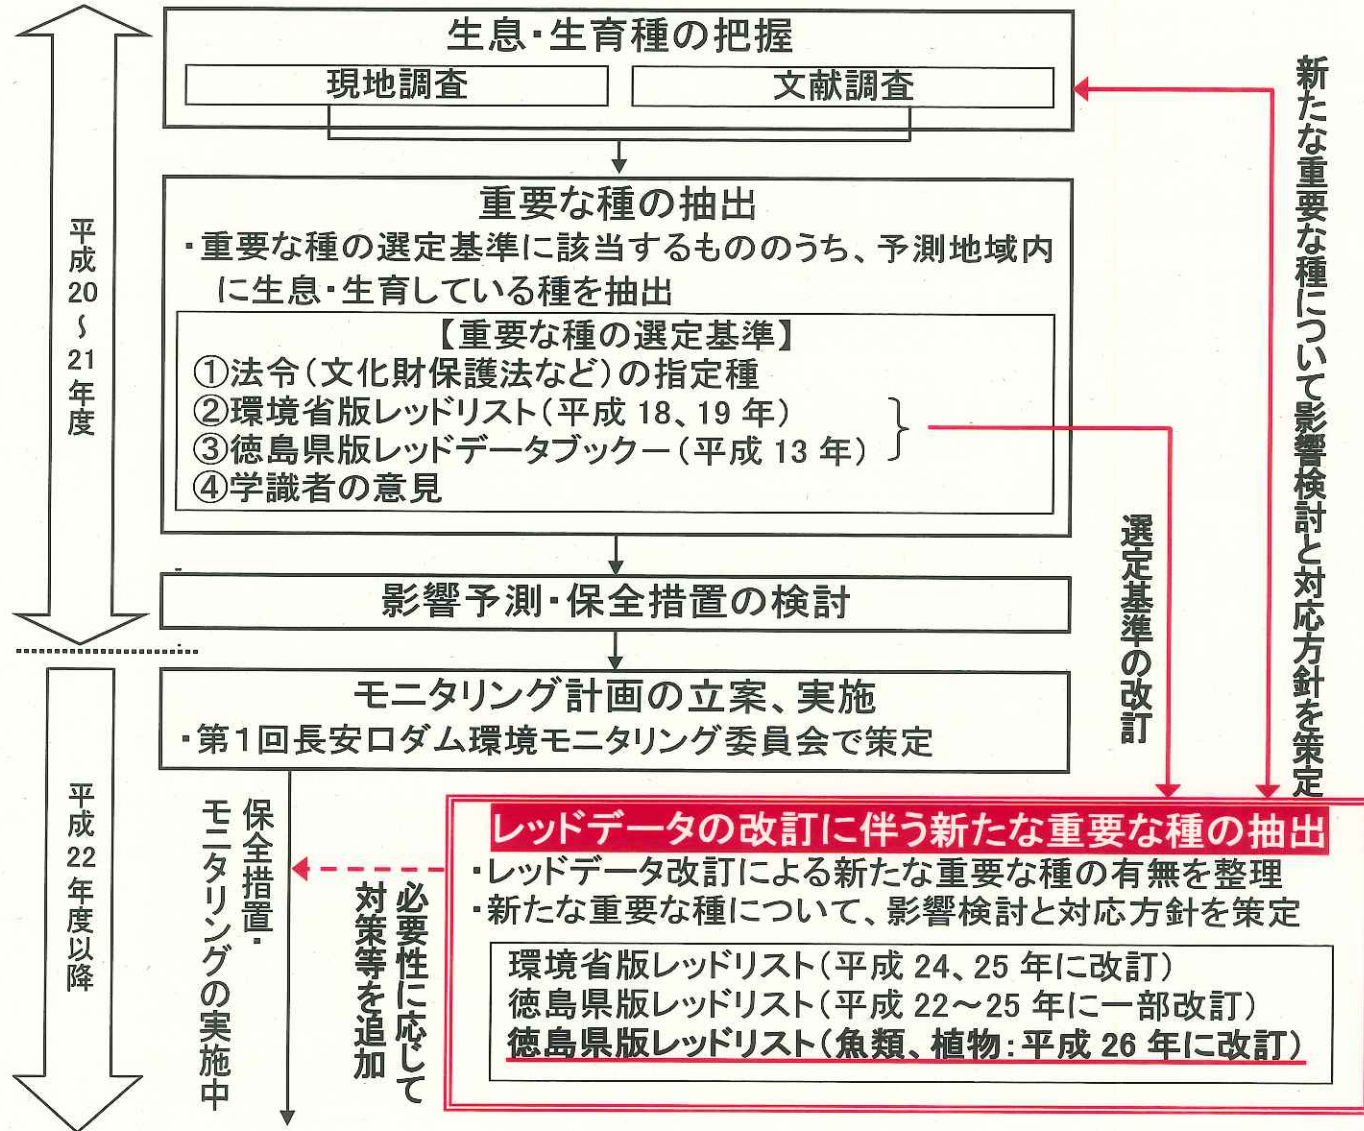 生息・生育種の把握
現地調査
文献調査
重要な種の抽出
・重要な種の選定基準に該当するもののうち、予測地域内
に生息・生育している種を抽出
【重要な種の選定基準】
①法令(文化財保護法など)の指定種
②環境省版レッドリスト(平成 18、19 年)
③徳島県版レッドデータブックー(平成 13 年)
④学識者の意見
影響予測・保全措置の検討
平成20~21年度
モニタリング計画の立案、実施
・第1回長安口ダム環境モニタリング委員会で策定
平成22年度以降
保全措置・
モニタリングの実施中
必要性に応じて
対策等を追加
選定基準の改訂
新たな重要な種について影響検討と対応方針を策定
レッドデータの改訂に伴う新たな重要な種の抽出
・レッドデータ改訂による新たな重要な種の有無を整理
・新たな重要な種について、影響検討と対応方針を策定
環境省版レッドリスト(平成 24、25 年に改訂)
徳島県版レッドリスト(平成 22~25 年に一部改訂)
徳島県版レッドリスト(魚類、植物:平成 26 年に改訂)